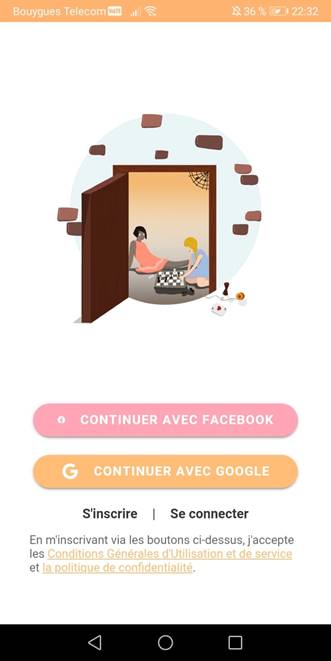 Bouygues Telecom VoLTE 36 % 22:32
CONTINUER AVEC FACEBOOK
CONTINUER AVEC GOOGLE
S'inscrire | Se connecter
En m'inscrivant via les boutons ci-dessus, j'accepte
les Conditions Générales d'Utilisation et de service
et la politique de confidentialité.